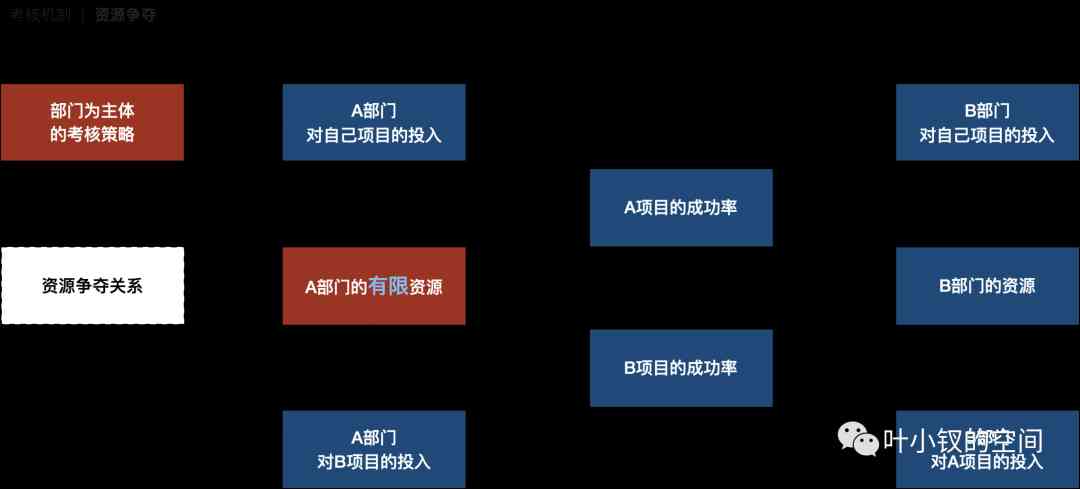 考核机制 | 资源争夺
部门为主体
的考核策略
A部门
对自己项目的投入
B部门
对自己项目的投入
A项目的成功率
资源争夺关系
A部门的有限资源
B部门的资源
B项目的成功率
A部门
对B项目的投入
B部门
对A项目的投入
叶小钗的空间